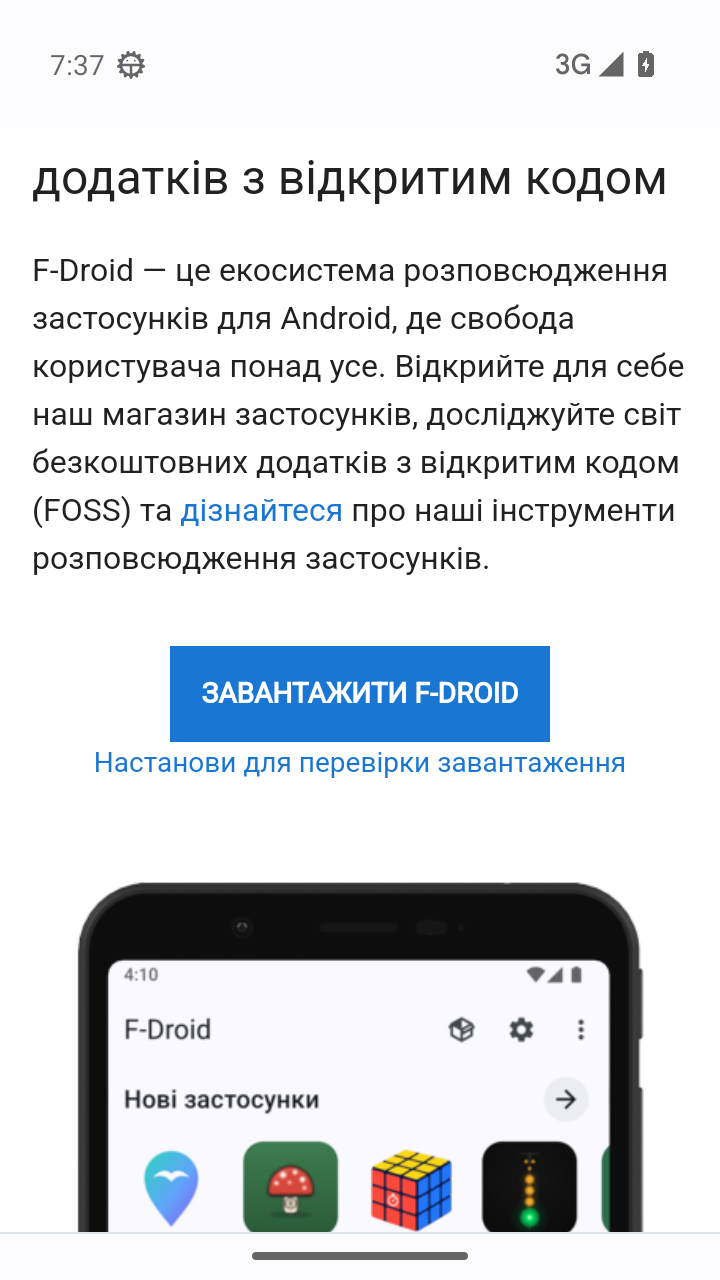 7:37
3G
додатків з відкритим кодом
F-Droid — це екосистема розповсюдження
застосунків для Android, де свобода
користувача понад усе. Відкрийте для себе
наш магазин застосунків, досліджуйте світ
безкоштовних додатків з відкритим кодом
(FOSS) та дізнайтеся про наші інструменти
розповсюдження застосунків.
ЗАВАНТАЖИТИ F-DROID
Настанови для перевірки завантаження
4:10
F-Droid
Нові застосунки